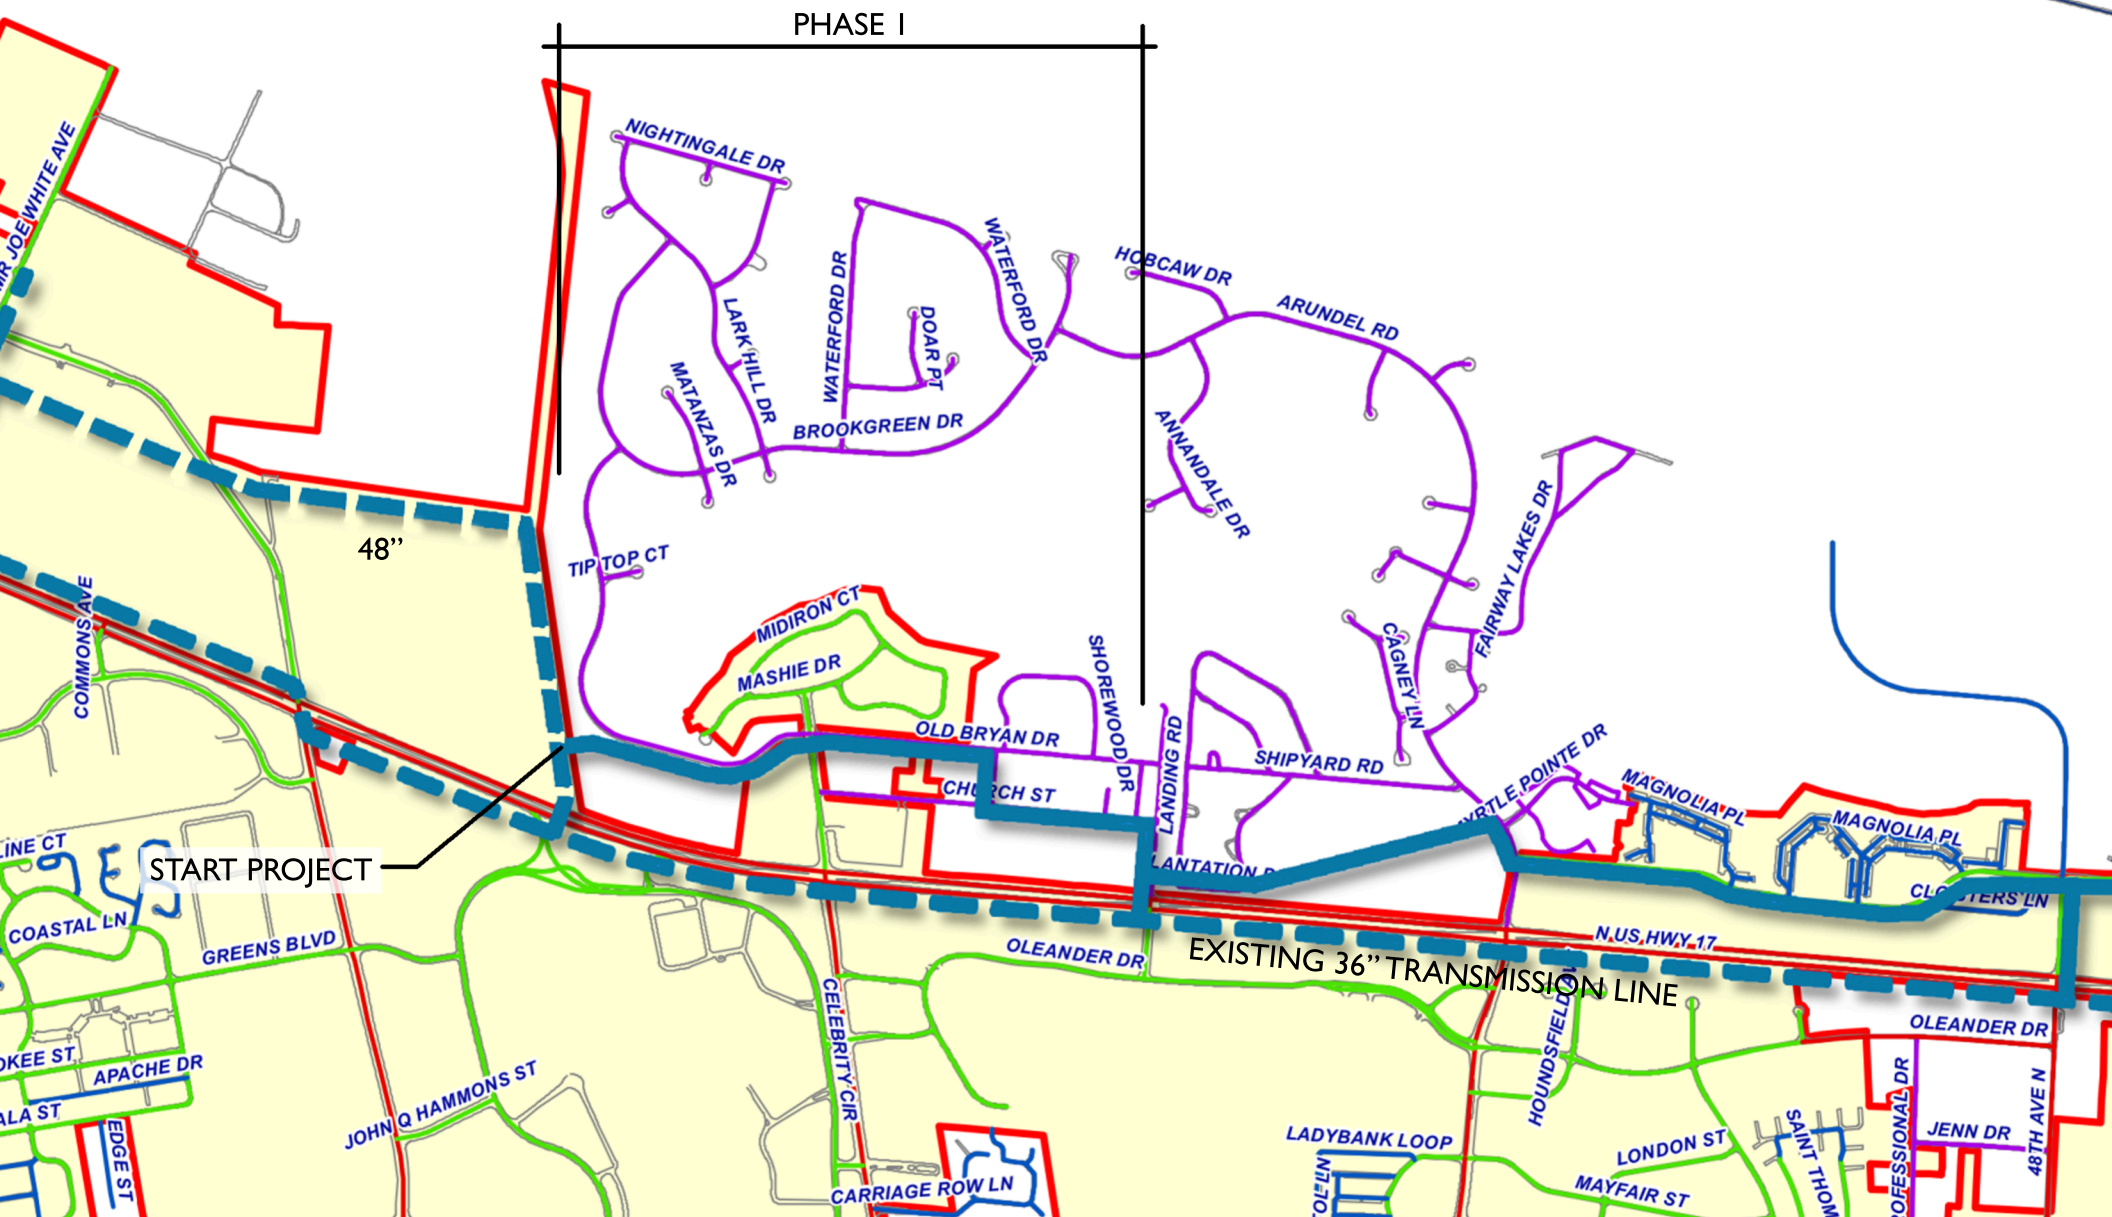 PHASE 1
NIGHTINGALE DR
MR JOE WHITE AVE
WATERFORD DR
WATERFORD DR
HOBCAW DR
ARUNDEL RD
LARK HILL DR
DOAR PT
MATANZAS DR
BROOKGREEN DR
ANNANDALE DR
FAIRWAY LAKES DR
48”
TIP TOP CT
COMMONS AVE
MIDIRON CT
MASHIE DR
SHOREWOOD DR
CAGNEY LN
OLD BRYAN DR
LANDING RD
SHIPYARD RD
CHURCH ST
MAGNOLIA PL
MAGNOLIA PL
START PROJECT
COASTAL LN
GREENS BLVD
OLEANDER DR
N US HWY 17
EXISTING 36” TRANSMISSION LINE
CELEBRITY CIR
OLEANDER DR
APACHE DR
JOHN Q HAMMONS ST
LADYBANK LOOP
LONDON ST
JENN DR
48TH AVE N
CARRIAGE ROW LN
MAYFAIR ST